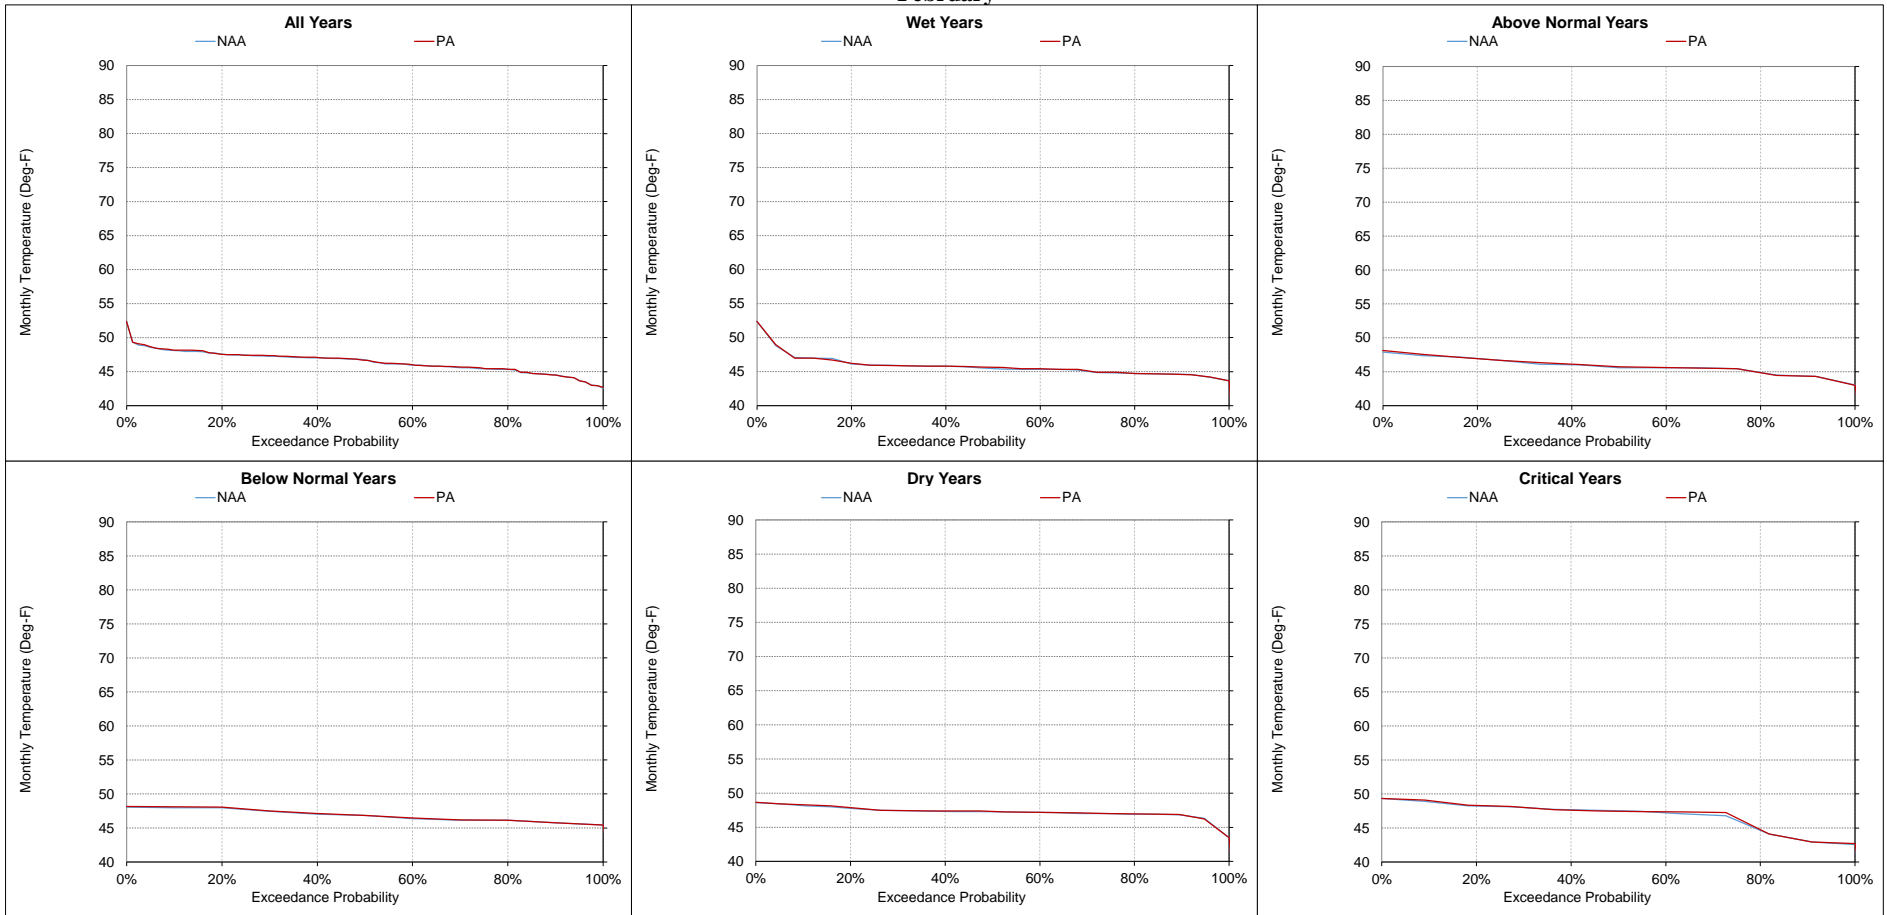 All Years
NAA PA
Monthly Temperature (Deg-F)
90
85
80
75
70
65
60
55
50
45
40
0% 20% 40% 60% 80% 100%
Exceedance Probability
Wet Years
NAA PA
Monthly Temperature (Deg-F)
90
85
80
75
70
65
60
55
50
45
40
0% 20% 40% 60% 80% 100%
Exceedance Probability
Above Normal Years
NAA PA
Monthly Temperature (Deg-F)
90
85
80
75
70
65
60
55
50
45
40
0% 20% 40% 60% 80% 100%
Exceedance Probability
Below Normal Years
NAA PA
Monthly Temperature (Deg-F)
90
85
80
75
70
65
60
55
50
45
40
0% 20% 40% 60% 80% 100%
Exceedance Probability
Dry Years
NAA PA
Monthly Temperature (Deg-F)
90
85
80
75
70
65
60
55
50
45
40
0% 20% 40% 60% 80% 100%
Exceedance Probability
Critical Years
NAA PA
Monthly Temperature (Deg-F)
90
85
80
75
70
65
60
55
50
45
40
0% 20% 40% 60% 80% 100%
Exceedance Probability